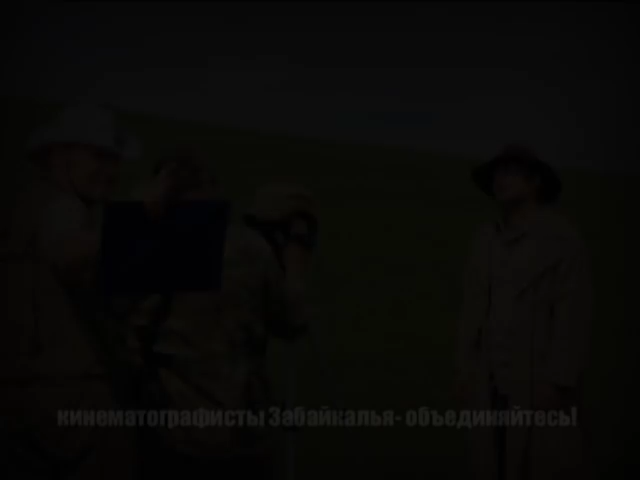 кинематографисты Забайкалья- объединяйтесь!